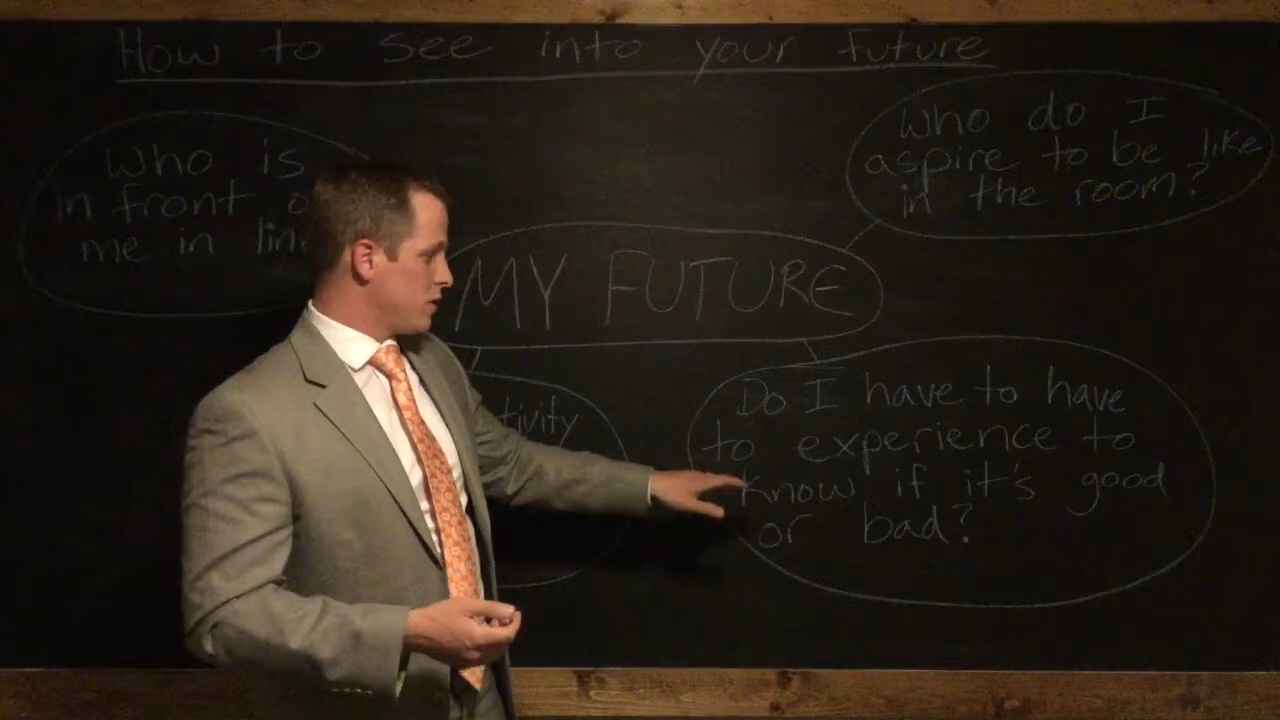 How to see into your future
Who is
in front
me in
Who do I
aspire to be like
in the room?
MY FUTURE
tivity
Do I have to have
to experience to
know if it's good
or bad?